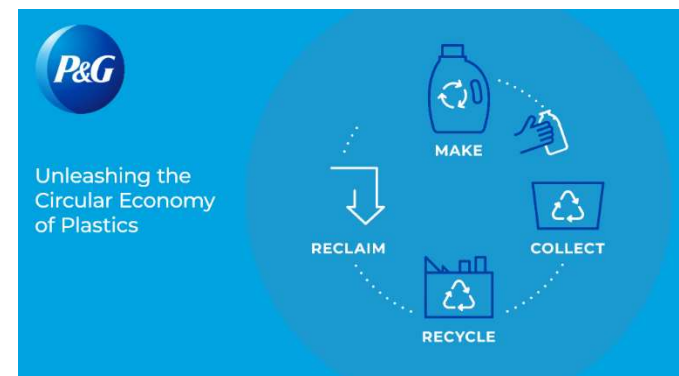 P&G
Unleashing the
Circular Economy
of Plastics
MAKE
COLLECT
RECYCLE
RECLAIM